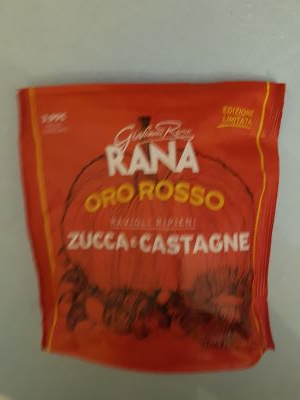 EDIZIONE
LIMITATA
Giovanni Rana
RANA
ORO ROSSO
RAVIOLI RIPIENI
ZUCCA E CASTAGNE